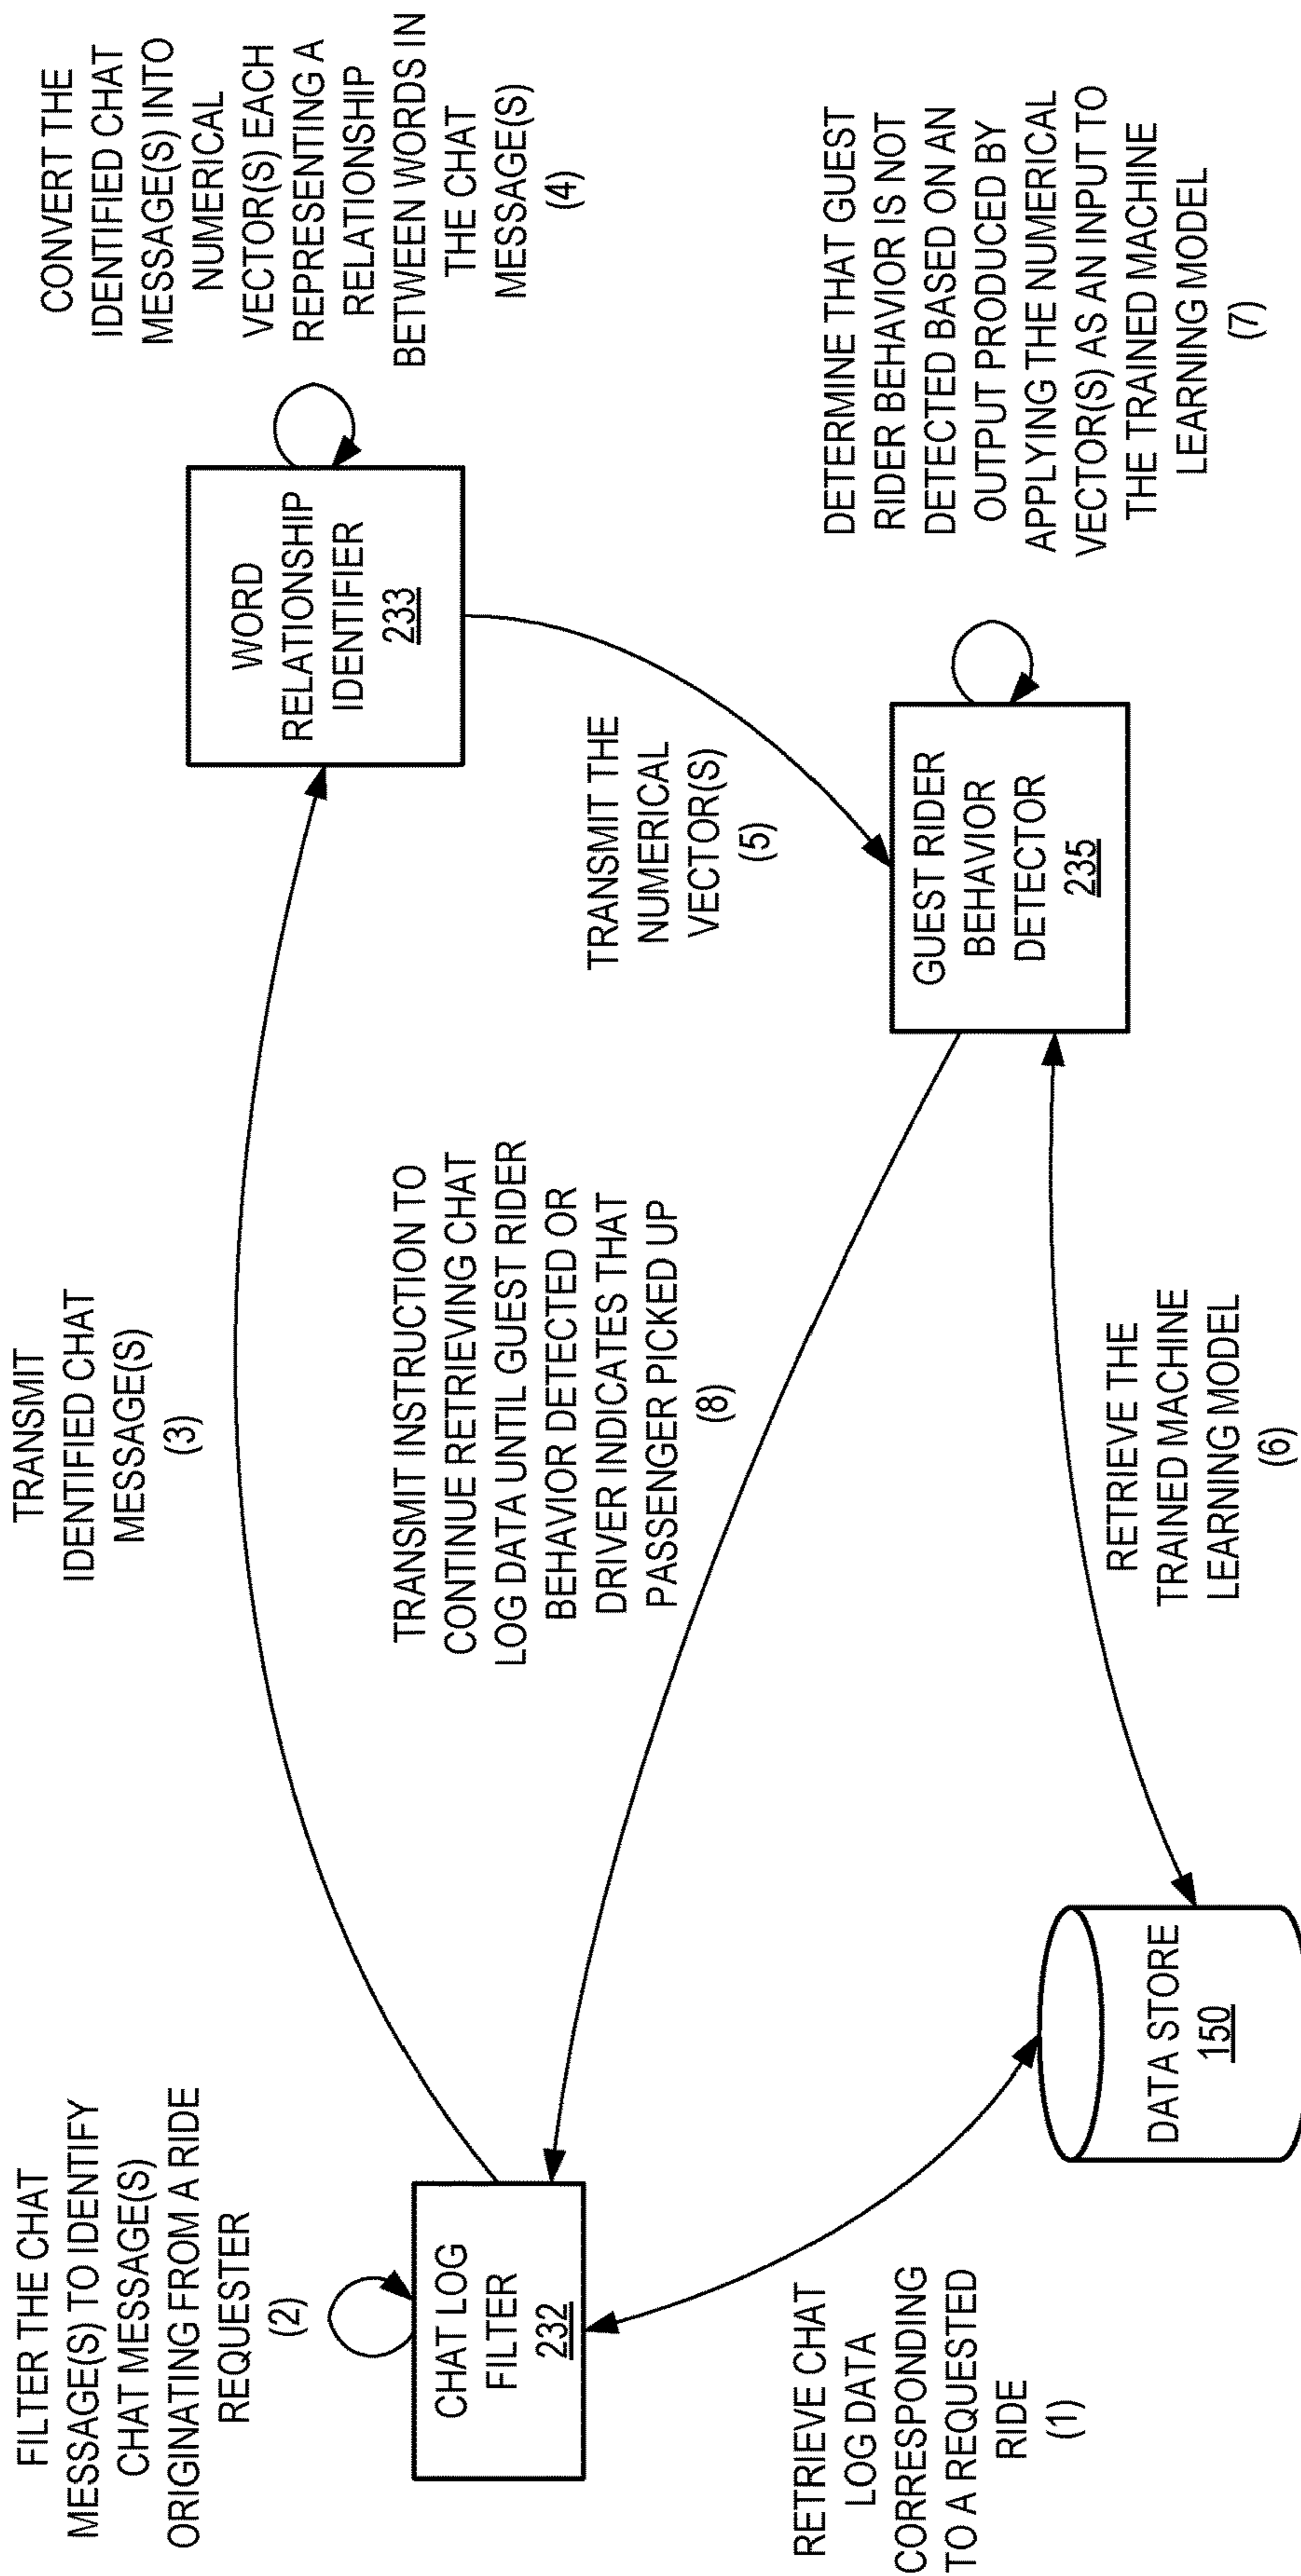 FILTER THE CHAT
MESSAGE(S) TO IDENTIFY
CHAT MESSAGE(S)
ORIGINATING FROM A RIDE
REQUESTER
(2)
CHAT LOG
FILTER
232
RETRIEVE CHAT
LOG DATA
CORRESPONDING
TO A REQUESTED
RIDE
(1)
DATA STORE
150
TRANSMIT
IDENTIFIED CHAT
MESSAGE(S)
(3)
TRANSMIT INSTRUCTION TO
CONTINUE RETRIEVING CHAT
LOG DATA UNTIL GUEST RIDER
BEHAVIOR DETECTED OR
DRIVER INDICATES THAT
PASSENGER PICKED UP
(8)
RETRIEVE THE
TRAINED MACHINE
LEARNING MODEL
(6)
WORD
RELATIONSHIP
IDENTIFIER
233
TRANSMIT THE
NUMERICAL
VECTOR(S)
(5)
GUEST RIDER
BEHAVIOR
DETECTOR
235
CONVERT THE
IDENTIFIED CHAT
MESSAGE(S) INTO
NUMERICAL
VECTOR(S) EACH
REPRESENTING A
RELATIONSHIP
BETWEEN WORDS IN
THE CHAT
MESSAGE(S)
(4)
DETERMINE THAT GUEST
RIDER BEHAVIOR IS NOT
DETECTED BASED ON AN
OUTPUT PRODUCED BY
APPLYING THE NUMERICAL
VECTOR(S) AS AN INPUT TO
THE TRAINED MACHINE
LEARNING MODEL
(7)